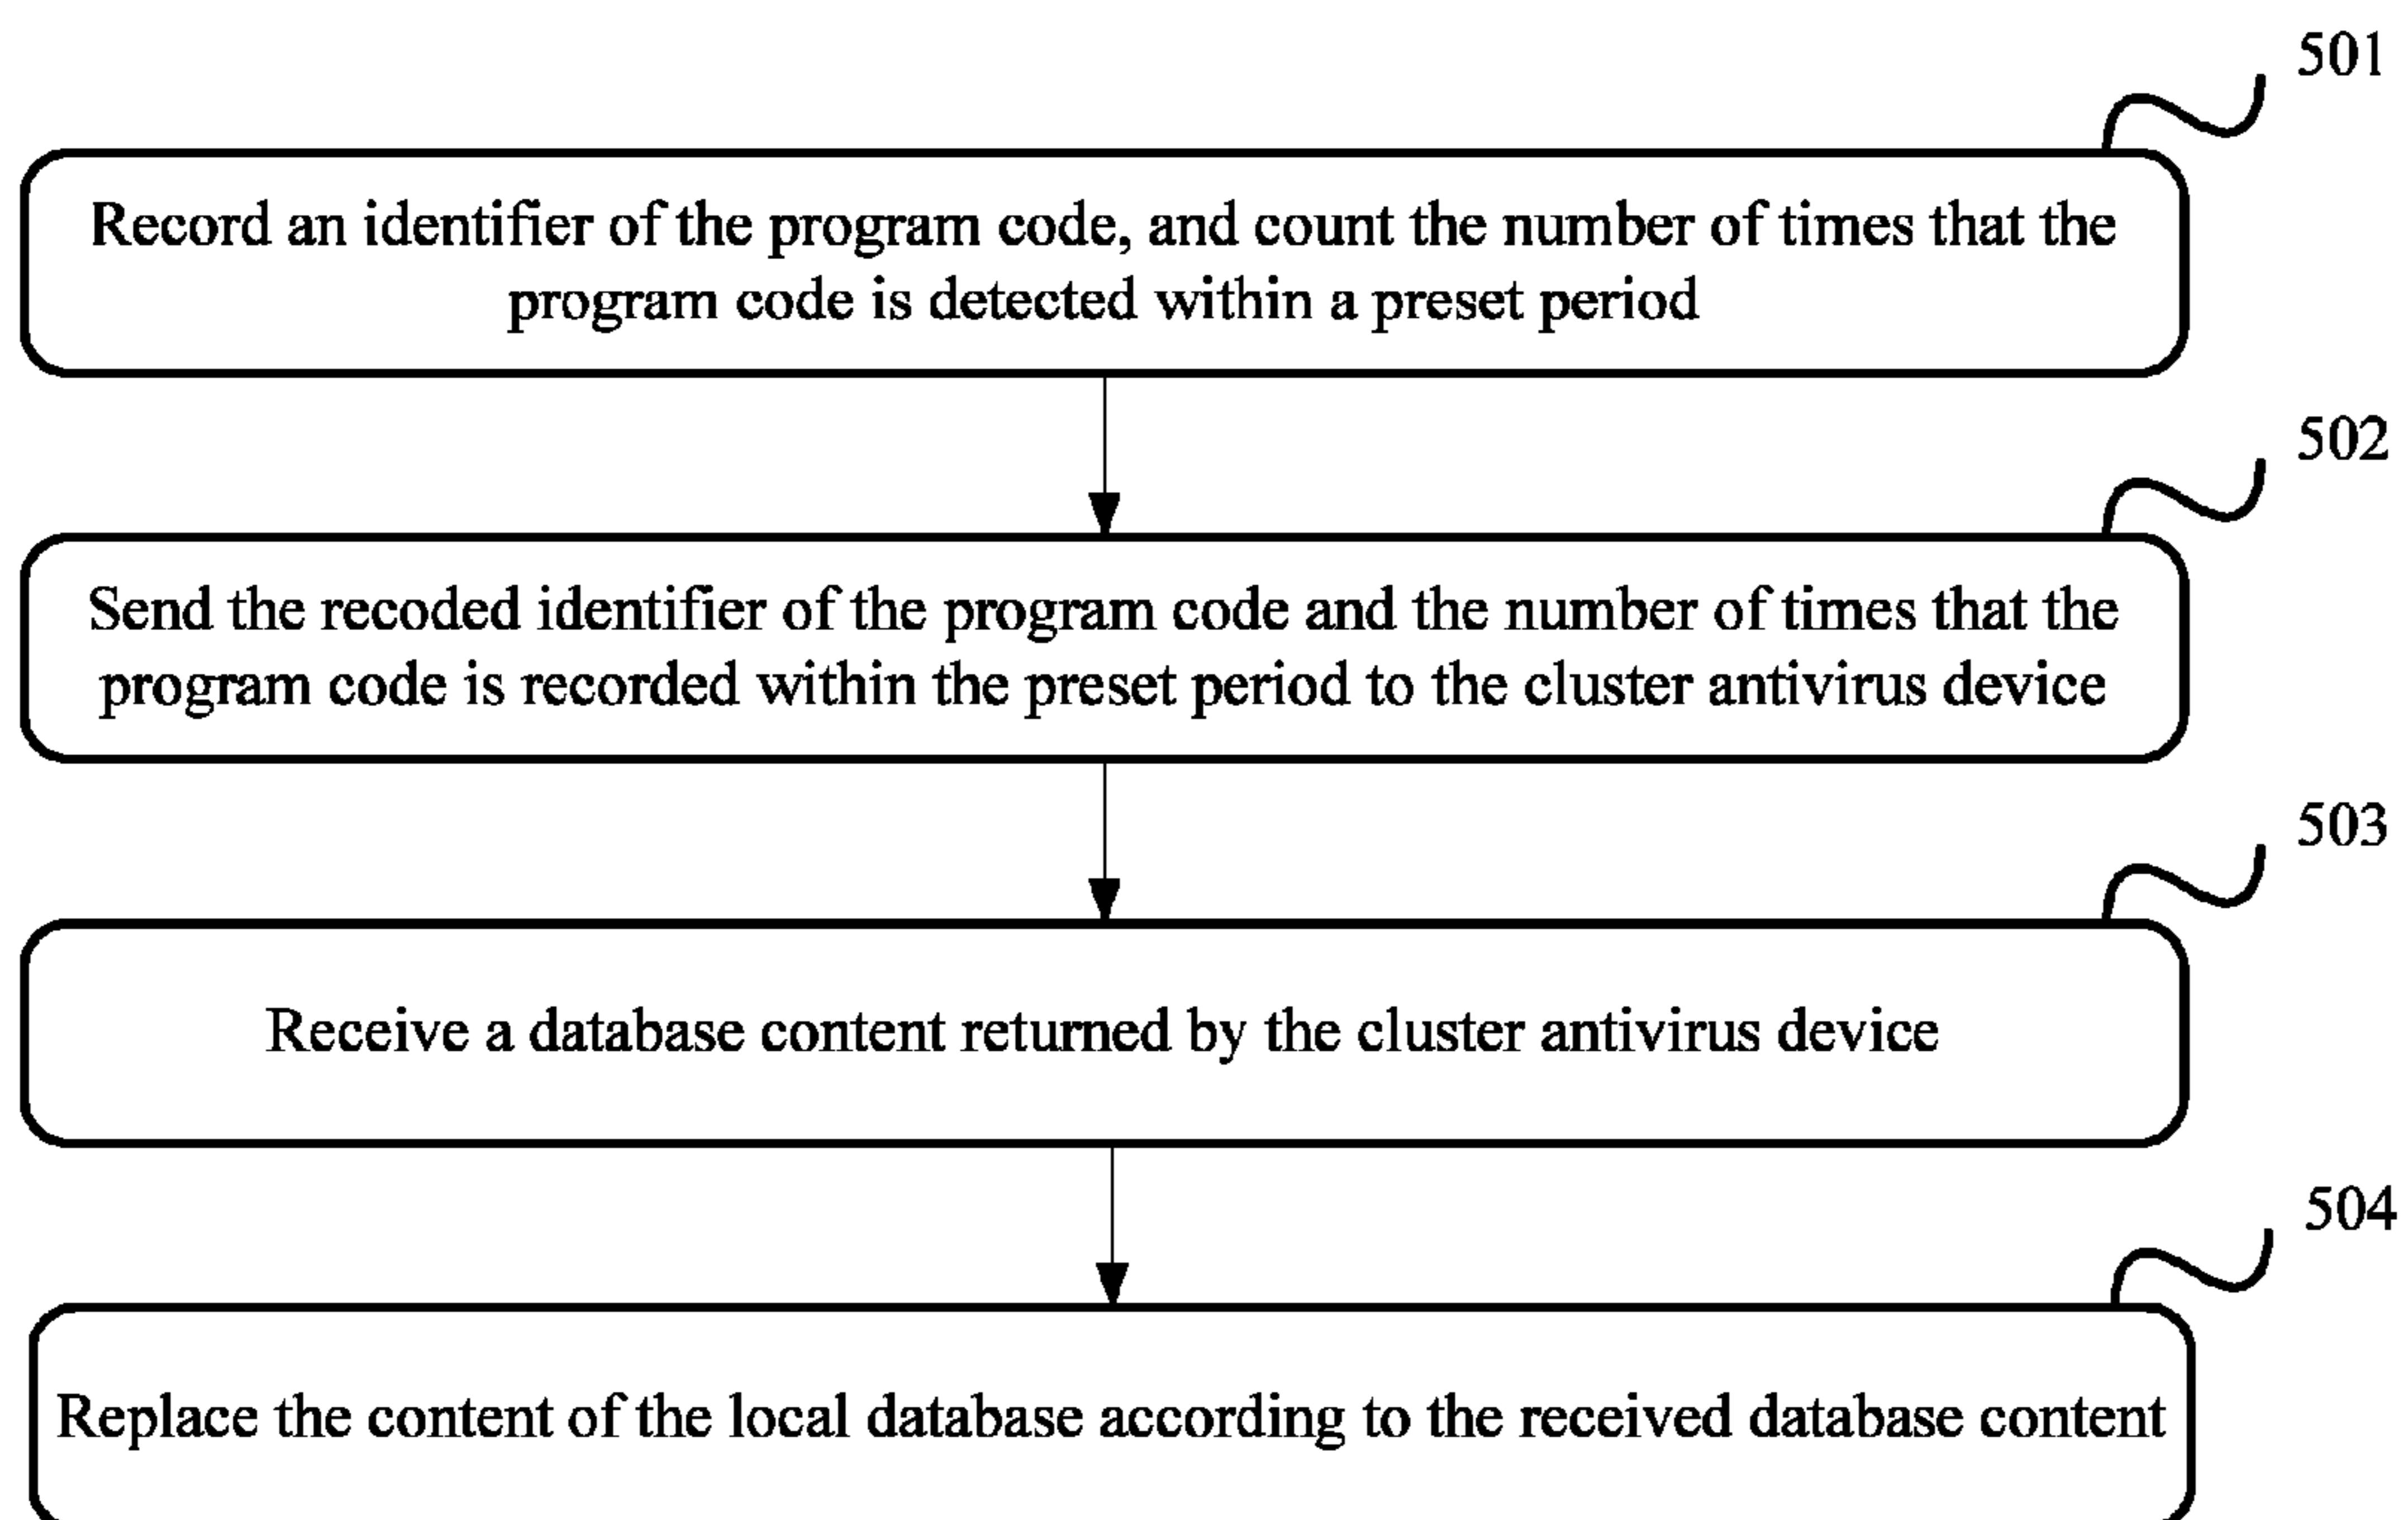 501
Record an identifier of the program code, and count the number of times that the
program code is detected within a preset period
502
Send the recoded identifier of the program code and the number of times that the
program code is recorded within the preset period to the cluster antivirus device
503
Receive a database content returned by the cluster antivirus device
504
Replace the content of the local database according to the received database content